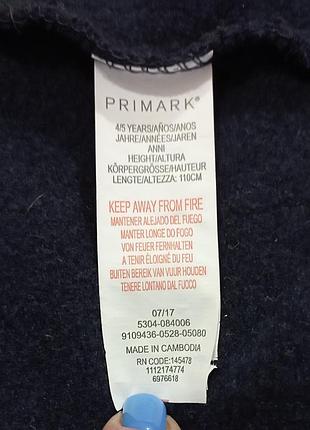 PRIMARK®
4/5 YEARS/AÑOS/ANOS
JAHRE/ANNÉES/JAREN
ANNI
HEIGHT/ALTURA
KÖRPERGRÖSSE/HAUTEUR
LENGTE/ALTEZZA: 110CM
KEEP AWAY FROM FIRE
MANTENER ALEJADO DEL FUEGO
MANTER LONGE DO FOGO
VON FEUER FERNHALTEN
A TENIR ÉLOIGNÉ DU FEU
BUITEN BEREIK VAN VUUR HOUDEN
TENERE LONTANO DAL FUOCO
07/17
5304-084006
9109436-0528-05080
MADE IN CAMBODIA
RN CODE:145478
1112174774
6976618